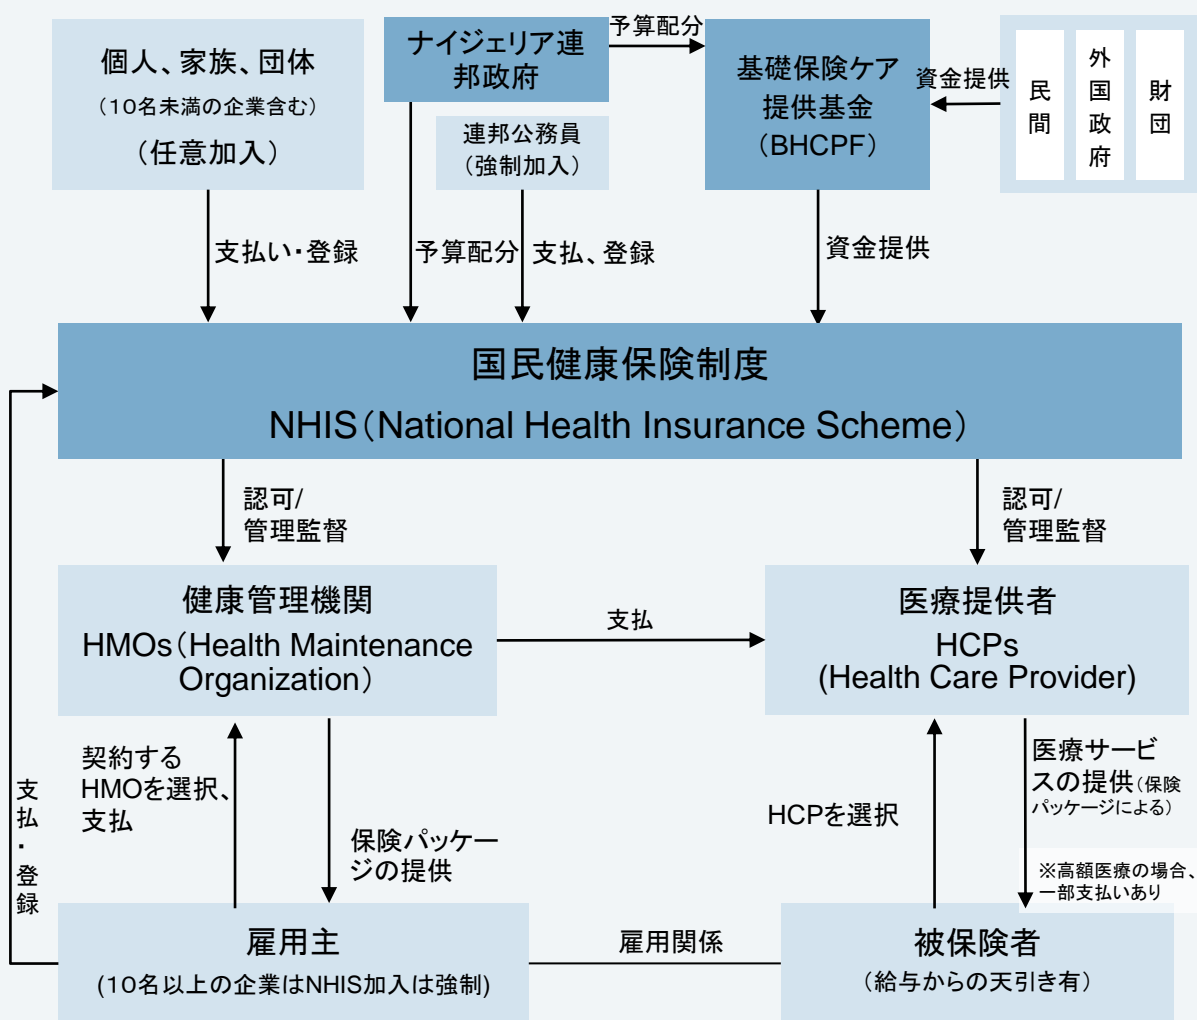 個人、家族、団体
（10名未満の企業含む）
（任意加入）
ナイジェリア連
邦政府
予算配分
基礎保険ケア
提供基金
（BHCPF）
資金提供
民間
外国政府
財団
連邦公務員
（強制加入）
支払い・登録
予算配分
支払、登録
資金提供
国民健康保険制度
NHIS（National Health Insurance Scheme）
認可/
管理監督
認可/
管理監督
健康管理機関
HMOs（Health Maintenance
Organization）
支払
医療提供者
HCPs
(Health Care Provider)
支払・登録
契約する
HMOを選択、
支払
保険パッケー
ジの提供
HCPを選択
医療サービ
スの提供（保険
パッケージによる）
※高額医療の場合、
一部支払いあり
雇用主
(10名以上の企業はNHIS加入は強制)
雇用関係
被保険者
（給与からの天引き有）